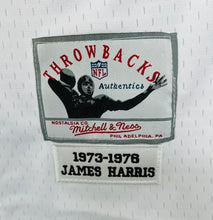 THROWBACKS
NFL
Authentics
NOSTALGIA CO.
Mitchell & Ness
PHILADELPHIA, PA
1973-1976
JAMES HARRIS